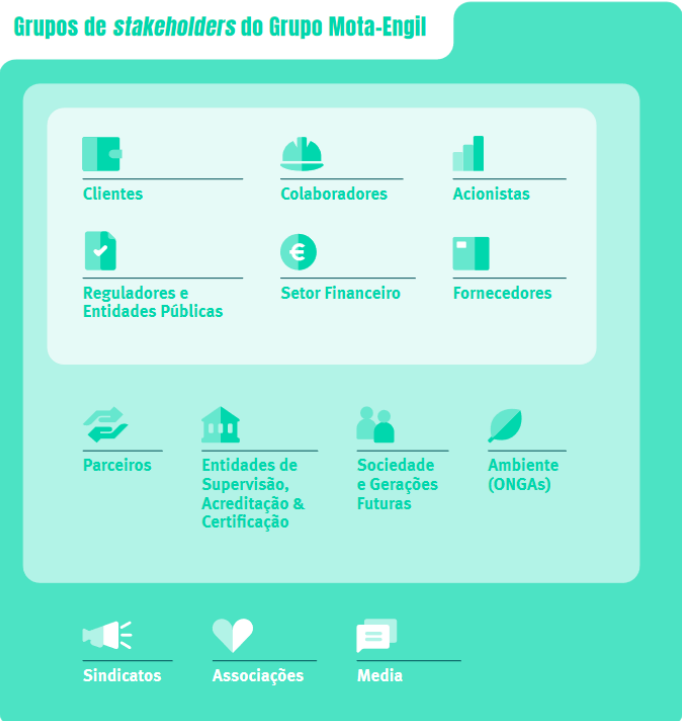 Grupos de stakeholders do Grupo Mota-Engil
Clientes
Colaboradores
Acionistas
Reguladores e
Entidades Públicas
Setor Financeiro
Fornecedores
Parceiros
Entidades de
Supervisão,
Acreditação &
Certificação
Sociedade
e Gerações
Futuras
Ambiente
(ONGAs)
Sindicatos
Associações
Media